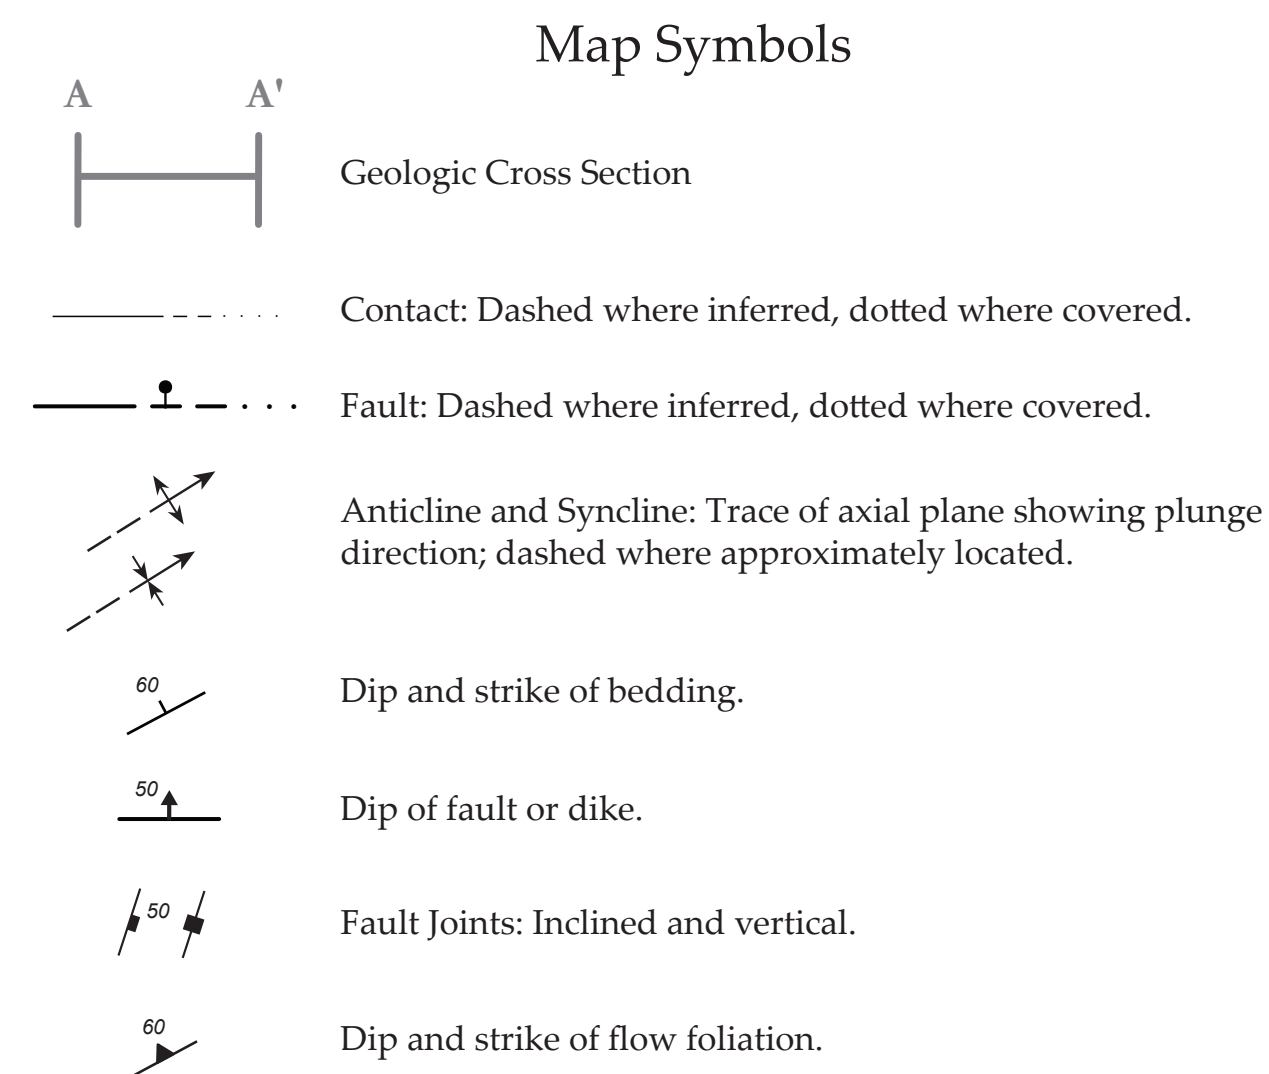 Map Symbols
A A'
Geologic Cross Section
Contact: Dashed where inferred, dotted where covered.
Fault: Dashed where inferred, dotted where covered.
Anticline and Syncline: Trace of axial plane showing plunge
direction; dashed where approximately located.
60
Dip and strike of bedding.
50
Dip of fault or dike.
50
Fault Joints: Inclined and vertical.
60
Dip and strike of flow foliation.